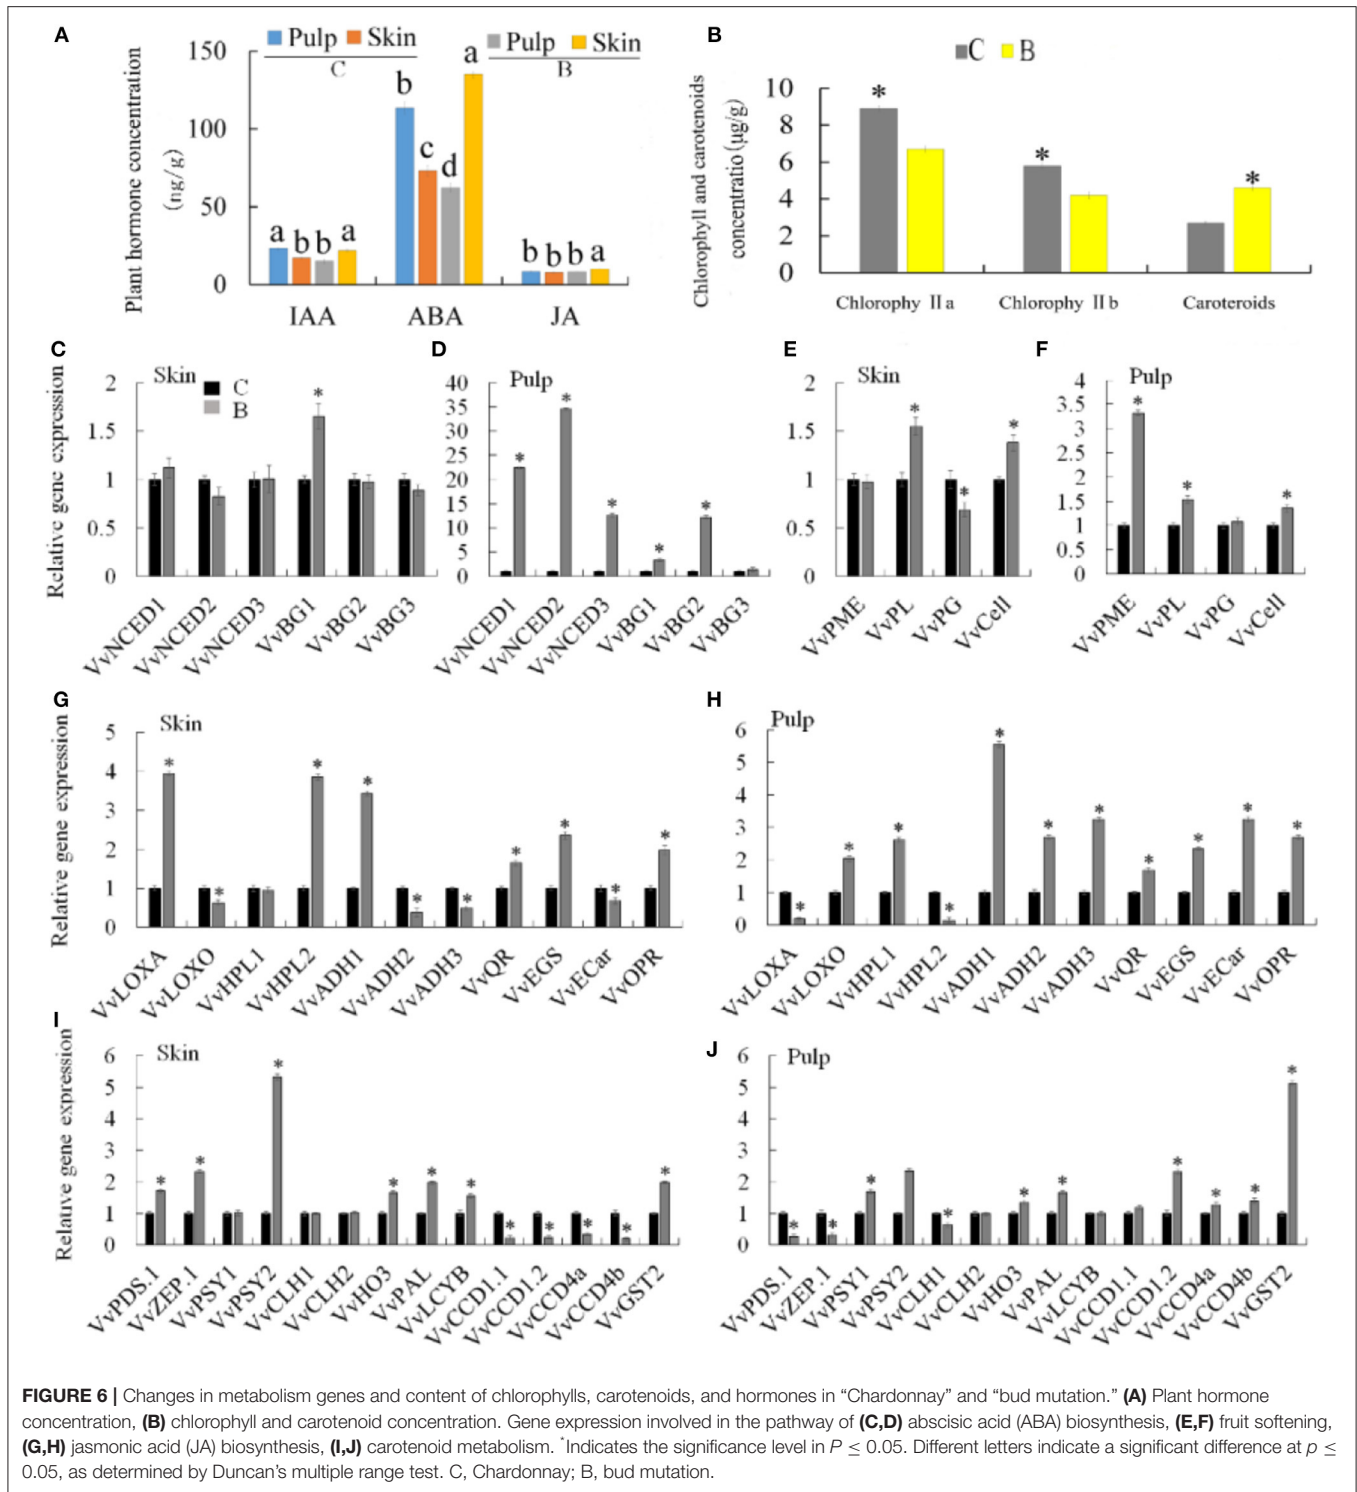 A
Plant hormone concentration
(ng/g)
150
100
50
0
Pulp Skin
C
Pulp Skin
B
a b b a
b c d a
b b b a
IAA ABA JA
B
Chlorophyll and carotenoids
concentratio (μg/g)
C B
10
8
6
4
2
0
*
*
*
Chlorophy II a Chlorophy II b Caroteroids
C
Relative gene expression
Skin
C
B
2
1.5
1
0.5
0
*
VvNCED1 VvNCED2 VvNCED3 VvBG1 VvBG2 VvBG3
D
Pulp
40
35
30
25
20
15
10
5
0
* * * * *
VvNCED1 VvNCED2 VvNCED3 VvBG1 VvBG2 VvBG3
E
Skin
2
1.5
1
0.5
0
* * *
VvPME VvPL VvPG VvCell
F
Pulp
4
3.5
3
2.5
2
1.5
1
0.5
0
* * *
VvPME VvPL VvPG VvCell
G
Relative gene expression
Skin
5
4
3
2
1
0
* * * * * * * * * *
VvLOXA VvLOXO VvHPL1 VvHPL2 VvADH1 VvADH2 VvADH3 VvQR VvEGS VvECar VvOPR
H
Pulp
6
5
4
3
2
1
0
* * * * * * * * * * *
VvLOXA VvLOXO VvHPL1 VvHPL2 VvADH1 VvADH2 VvADH3 VvQR VvEGS VvECar VvOPR
I
Relative gene expression
Skin
6
5
4
3
2
1
0
* * * * * * * * * * *
VvPDS.1 VvZEP.1 VvPSY1 VvPSY2 VvCLH1 VvCLH2 VvHO3 VvPAL VvLCYB VvCCD1.1 VvCCD1.2 VvCCD4a VvCCD4b VvGST2
J
Pulp
6
5
4
3
2
1
0
* * * * * * * * * *
VvPDS.1 VvZEP.1 VvPSY1 VvPSY2 VvCLH1 VvCLH2 VvHO3 VvPAL VvLCYB VvCCD1.1 VvCCD1.2 VvCCD4a VvCCD4b VvGST2
FIGURE 6 | Changes in metabolism genes and content of chlorophylls, carotenoids, and hormones in “Chardonnay” and “bud mutation.” (A) Plant hormone
concentration, (B) chlorophyll and carotenoid concentration. Gene expression involved in the pathway of (C,D) abscisic acid (ABA) biosynthesis, (E,F) fruit softening,
(G,H) jasmonic acid (JA) biosynthesis, (I,J) carotenoid metabolism. *Indicates the significance level in P ≤ 0.05. Different letters indicate a significant difference at p ≤
0.05, as determined by Duncan’s multiple range test. C, Chardonnay; B, bud mutation.